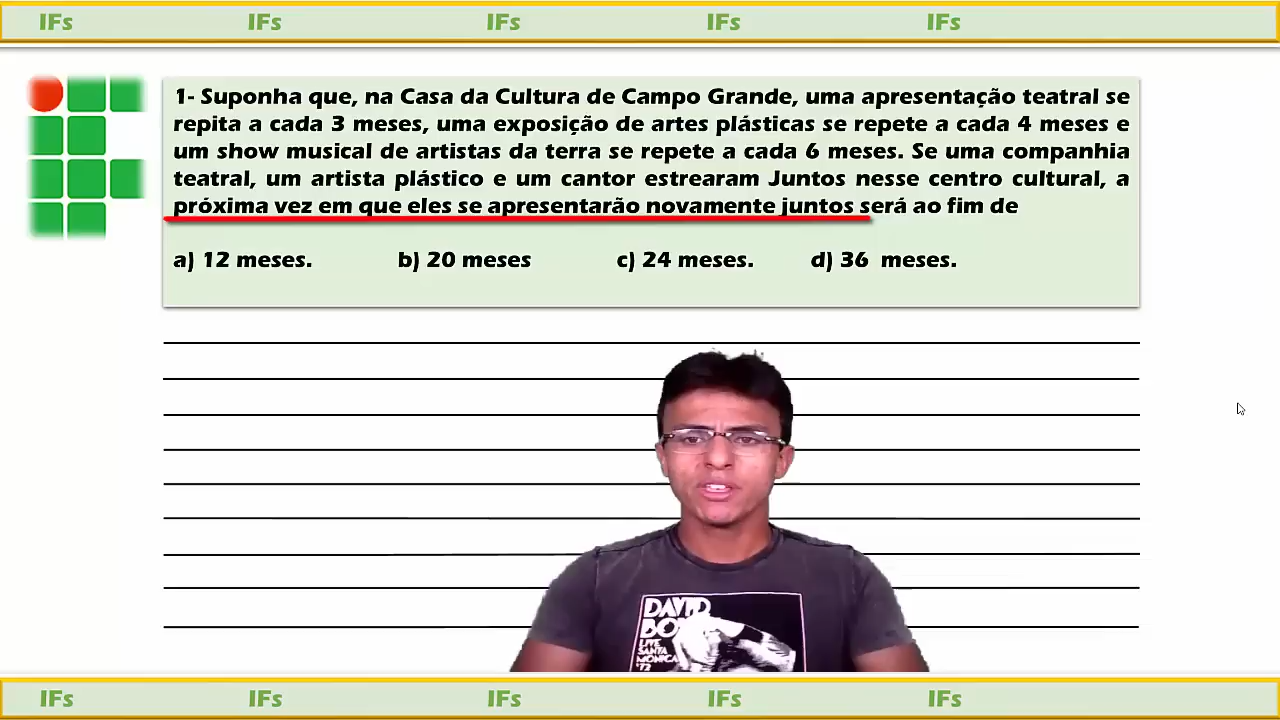 IFs IFs IFs IFs IFs
1- Suponha que, na Casa da Cultura de Campo Grande, uma apresentação teatral se
repita a cada 3 meses, uma exposição de artes plásticas se repete a cada 4 meses e
um show musical de artistas da terra se repete a cada 6 meses. Se uma companhia
teatral, um artista plástico e um cantor estrearam Juntos nesse centro cultural, a
próxima vez em que eles se apresentarão novamente juntos será ao fim de
a) 12 meses. b) 20 meses c) 24 meses. d) 36 meses.
DAVID
BO
LIVE
SANTA
MONICA
'72
IFs IFs IFs IFs IFs